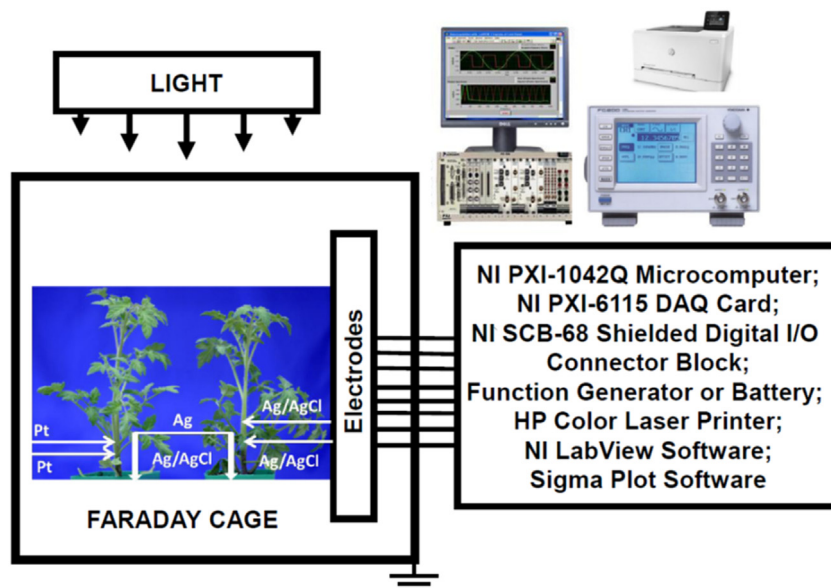 LIGHT
Electrodes
Pt
Pt
Ag
Ag/AgCl
Ag/AgCl
Ag/AgCl
Ag/AgCl
FARADAY CAGE
NI PXI-1042Q Microcomputer;
NI PXI-6115 DAQ Card;
NI SCB-68 Shielded Digital I/O
Connector Block;
Function Generator or Battery;
HP Color Laser Printer;
NI LabView Software;
Sigma Plot Software